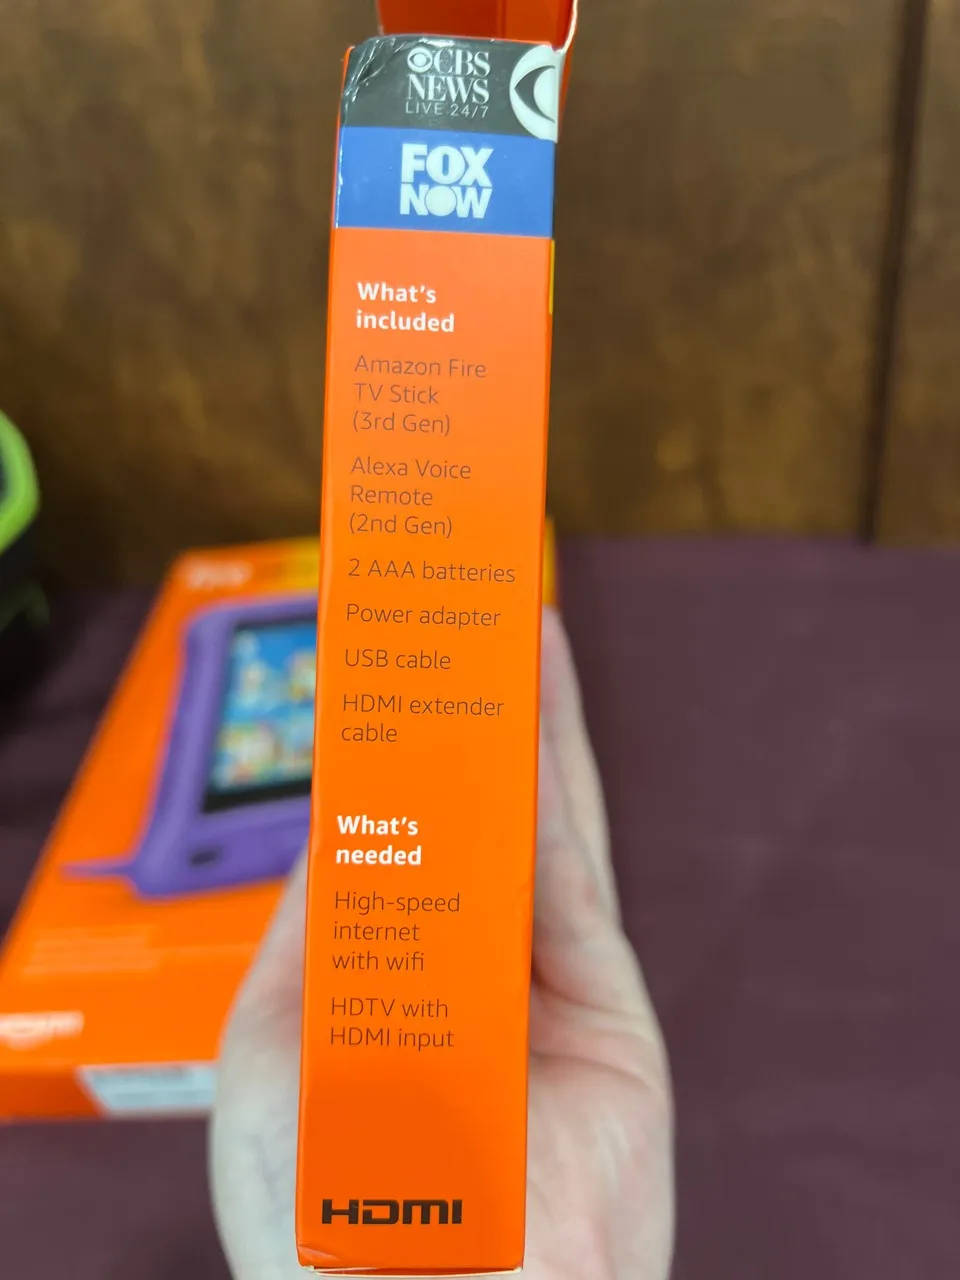 CBS
NEWS
LIVE 24/7
FOX
NOW
What's
included
Amazon Fire
TV Stick
(3rd Gen)
Alexa Voice
Remote
(2nd Gen)
2 AAA batteries
Power adapter
USB cable
HDMI extender
cable
What's
needed
High-speed
internet
with wifi
HDTV with
HDMI input
HDMI